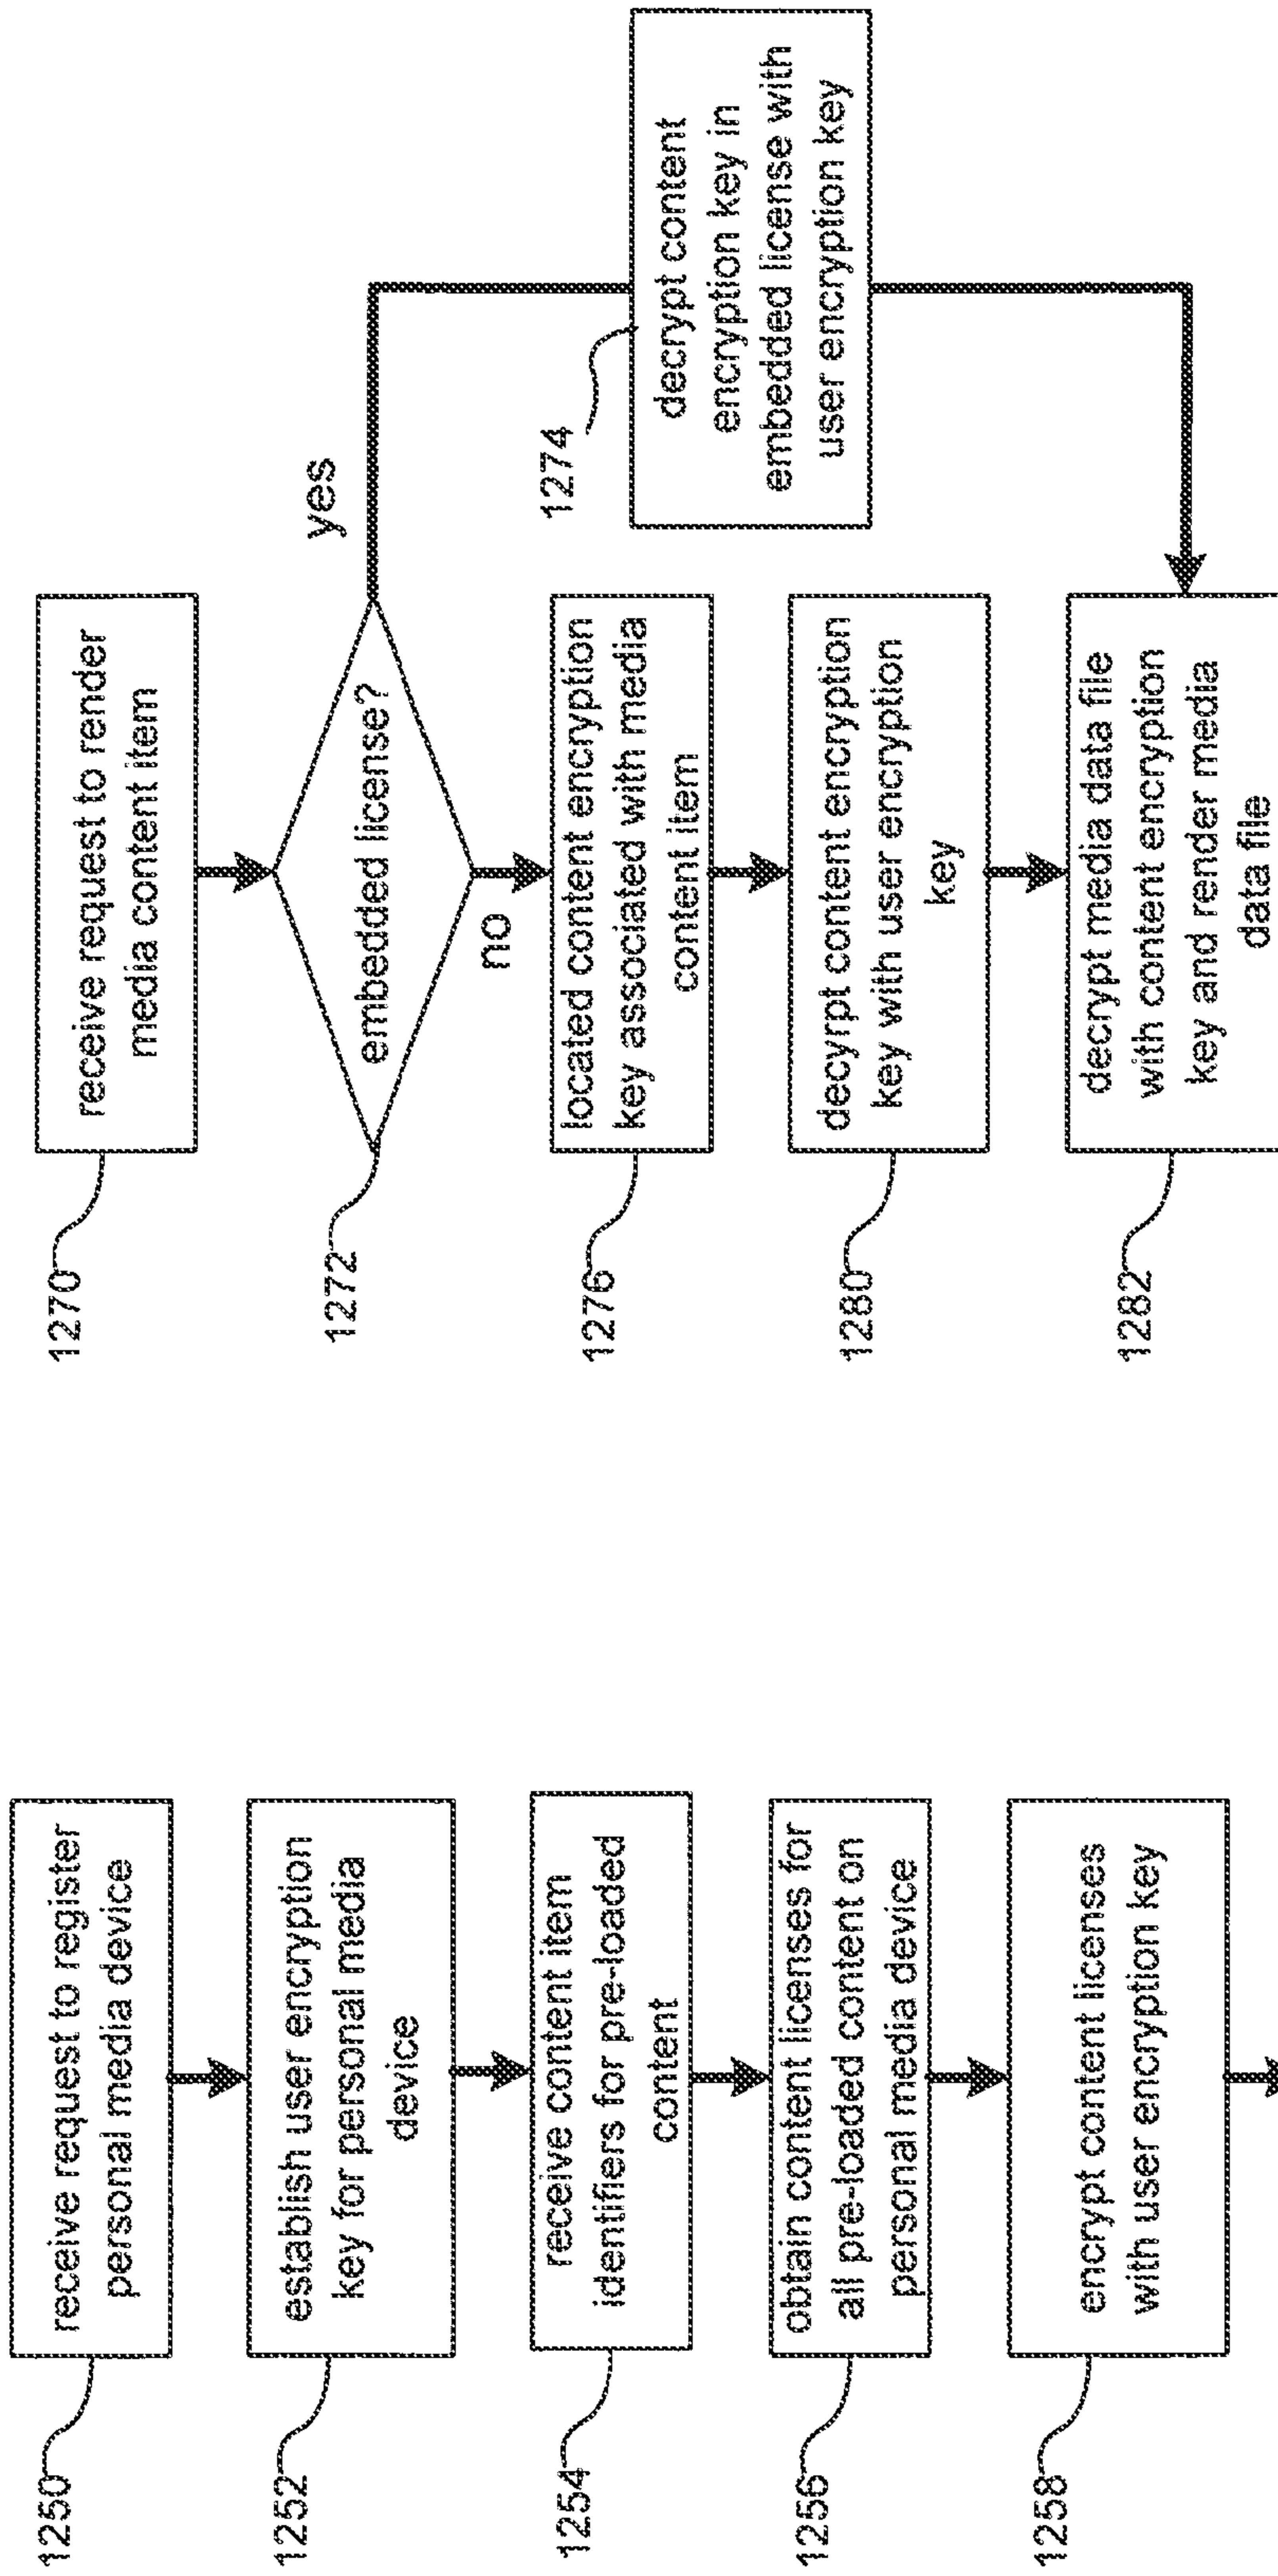 1250
receive request to register
personal media device
1252
establish user encryption
key for personal media
device
1254
receive content item
identifiers for pre-loaded
content
1256
obtain content licenses for
all pre-loaded content on
personal media device
1258
encrypt content licenses
with user encryption key
1270
receive request to render
media content item
1272
embedded license?
yes
no
1274
decrypt content
encryption key in
embedded license with
user encryption key
1276
located content encryption
key associated with media
content item
1280
decyrpt content encryption
key with user encryption
key
1282
decrypt media data file
with content encryption
key and render media
data file